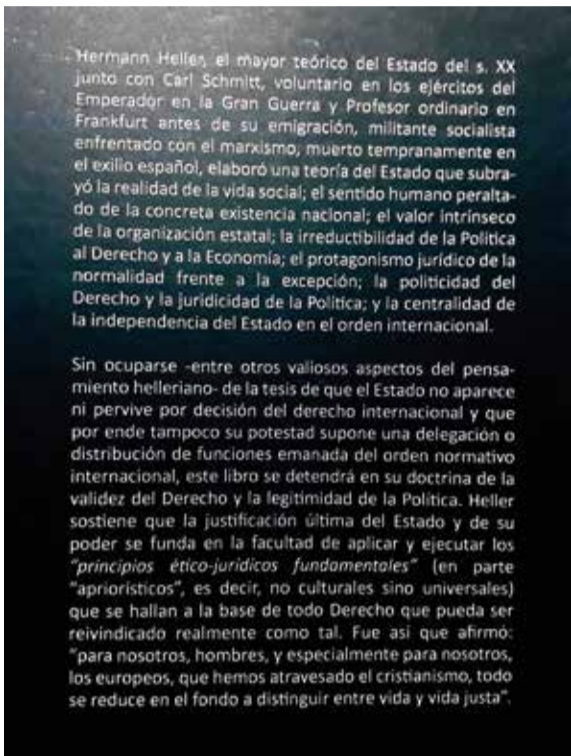 Hermann Heller, el mayor teórico del Estado del s. XX
junto con Carl Schmitt, voluntario en los ejércitos del
Emperador en la Gran Guerra y Profesor ordinario en
Frankfurt antes de su emigración, militante socialista
enfrentado con el marxismo, muerto tempranamente en
el exilio español, elaboró una teoría del Estado que subra-
yó la realidad de la vida social; el sentido humano peralta-
do de la concreta existencia nacional; el valor intrínseco
de la organización estatal; la irreductibilidad de la Política
al Derecho y a la Economía; el protagonismo jurídico de la
normalidad frente a la excepción; la politicidad del
Derecho y la juridicidad de la Política; y la centralidad de
la independencia del Estado en el orden internacional.
Sin ocuparse -entre otros valiosos aspectos del pensa-
miento helleriano- de la tesis de que el Estado no aparece
ni pervive por decisión del derecho internacional y que
por ende tampoco su potestad supone una delegación o
distribución de funciones emanada del orden normativo
internacional, este libro se detendrá en su doctrina de la
validez del Derecho y la legitimidad de la Política. Heller
sostiene que la justificación última del Estado y de su
poder se funda en la facultad de aplicar y ejecutar los
"principios ético-jurídicos fundamentales" (en parte
"apriorísticos", es decir, no culturales sino universales)
que se hallan a la base de todo Derecho que pueda ser
reivindicado realmente como tal. Fue así que afirmó:
"para nosotros, hombres, y especialmente para nosotros,
los europeos, que hemos atravesado el cristianismo, todo
se reduce en el fondo a distinguir entre vida y vida justa".